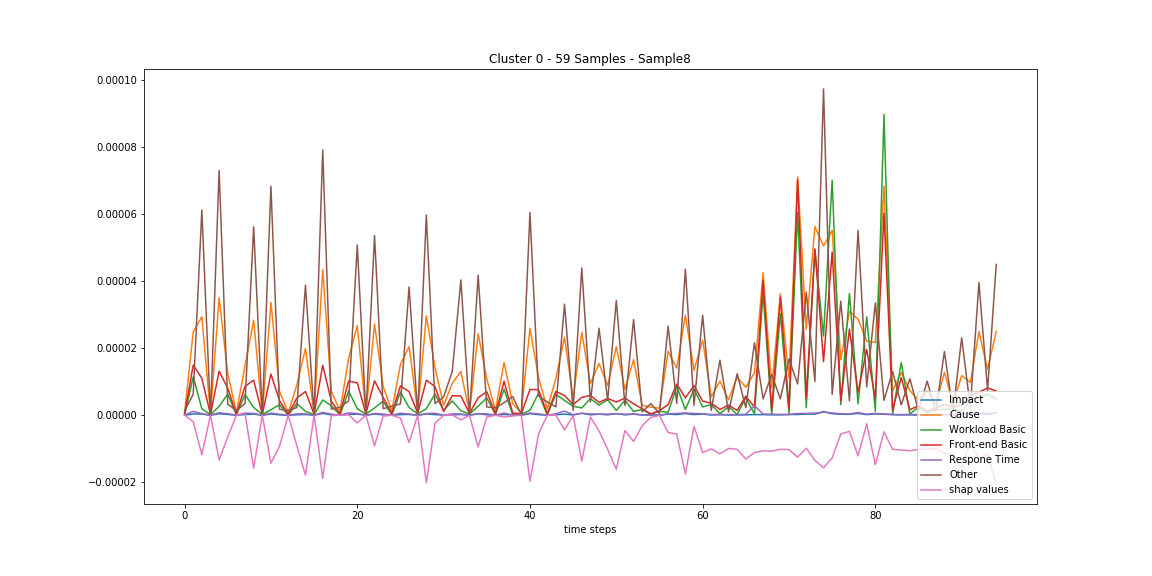 Cluster 0 - 59 Samples - Sample8
0.00010
0.00008
0.00006
0.00004
0.00002
0.00000
−0.00002
0
20
40
60
80
time steps
Impact
Cause
Workload Basic
Front-end Basic
Respone Time
Other
shap values